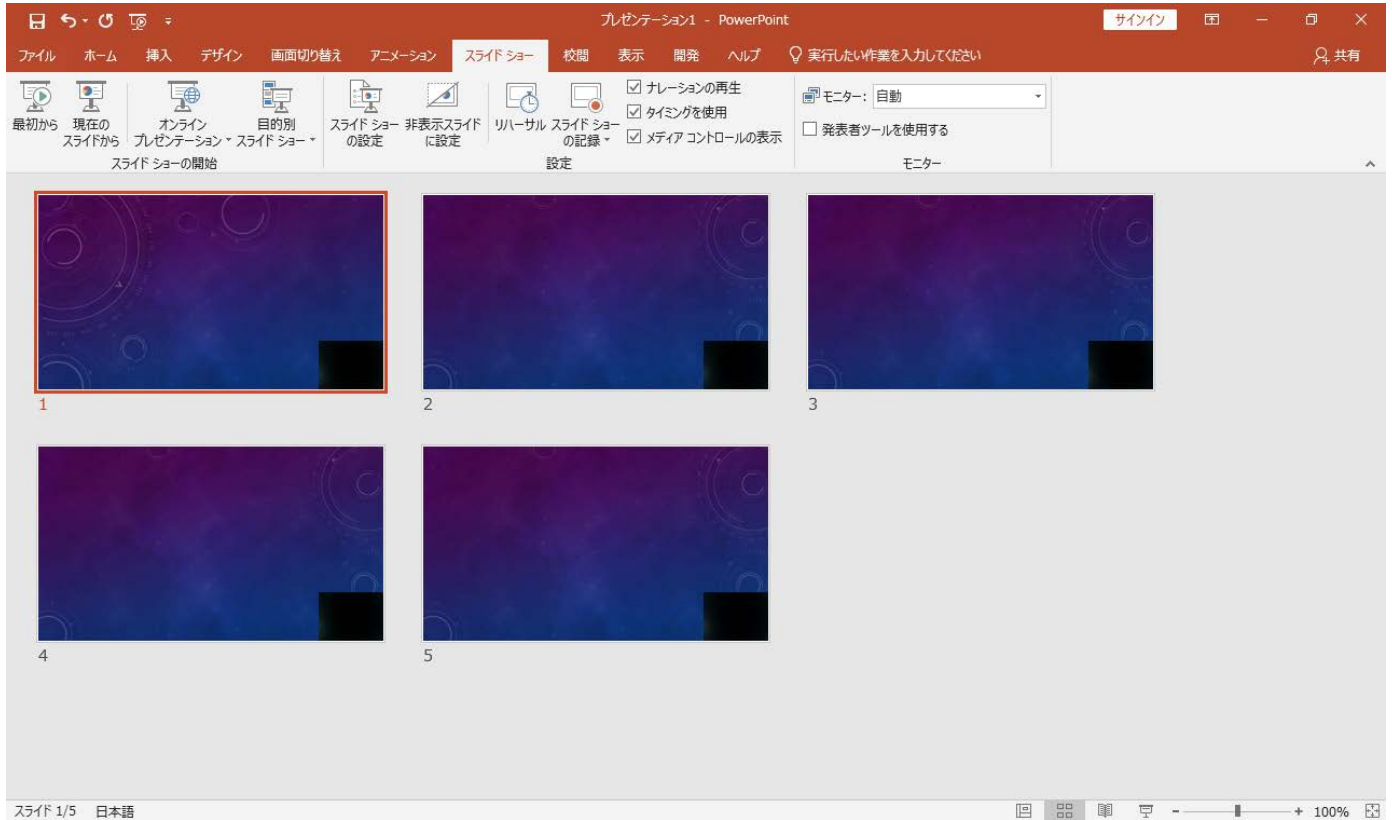 プレゼンテーション1 - PowerPoint
サインイン
ファイル ホーム 挿入 デザイン 画面切り替え アニメーション スライド ショー 校閲 表示 開発 ヘルプ 実行したい作業を入力してください 共有
最初から
現在の
スライドから
オンライン
プレゼンテーション
目的別
スライド ショー
スライド ショーの開始
スライド ショー
の設定
非表示スライド
に設定
リハーサル
スライド ショー
の記録
ナレーションの再生
タイミングを使用
メディア コントロールの表示
設定
モニター: 自動
発表者ツールを使用する
モニター
1
2
3
4
5
スライド 1/5 日本語
- + 100%